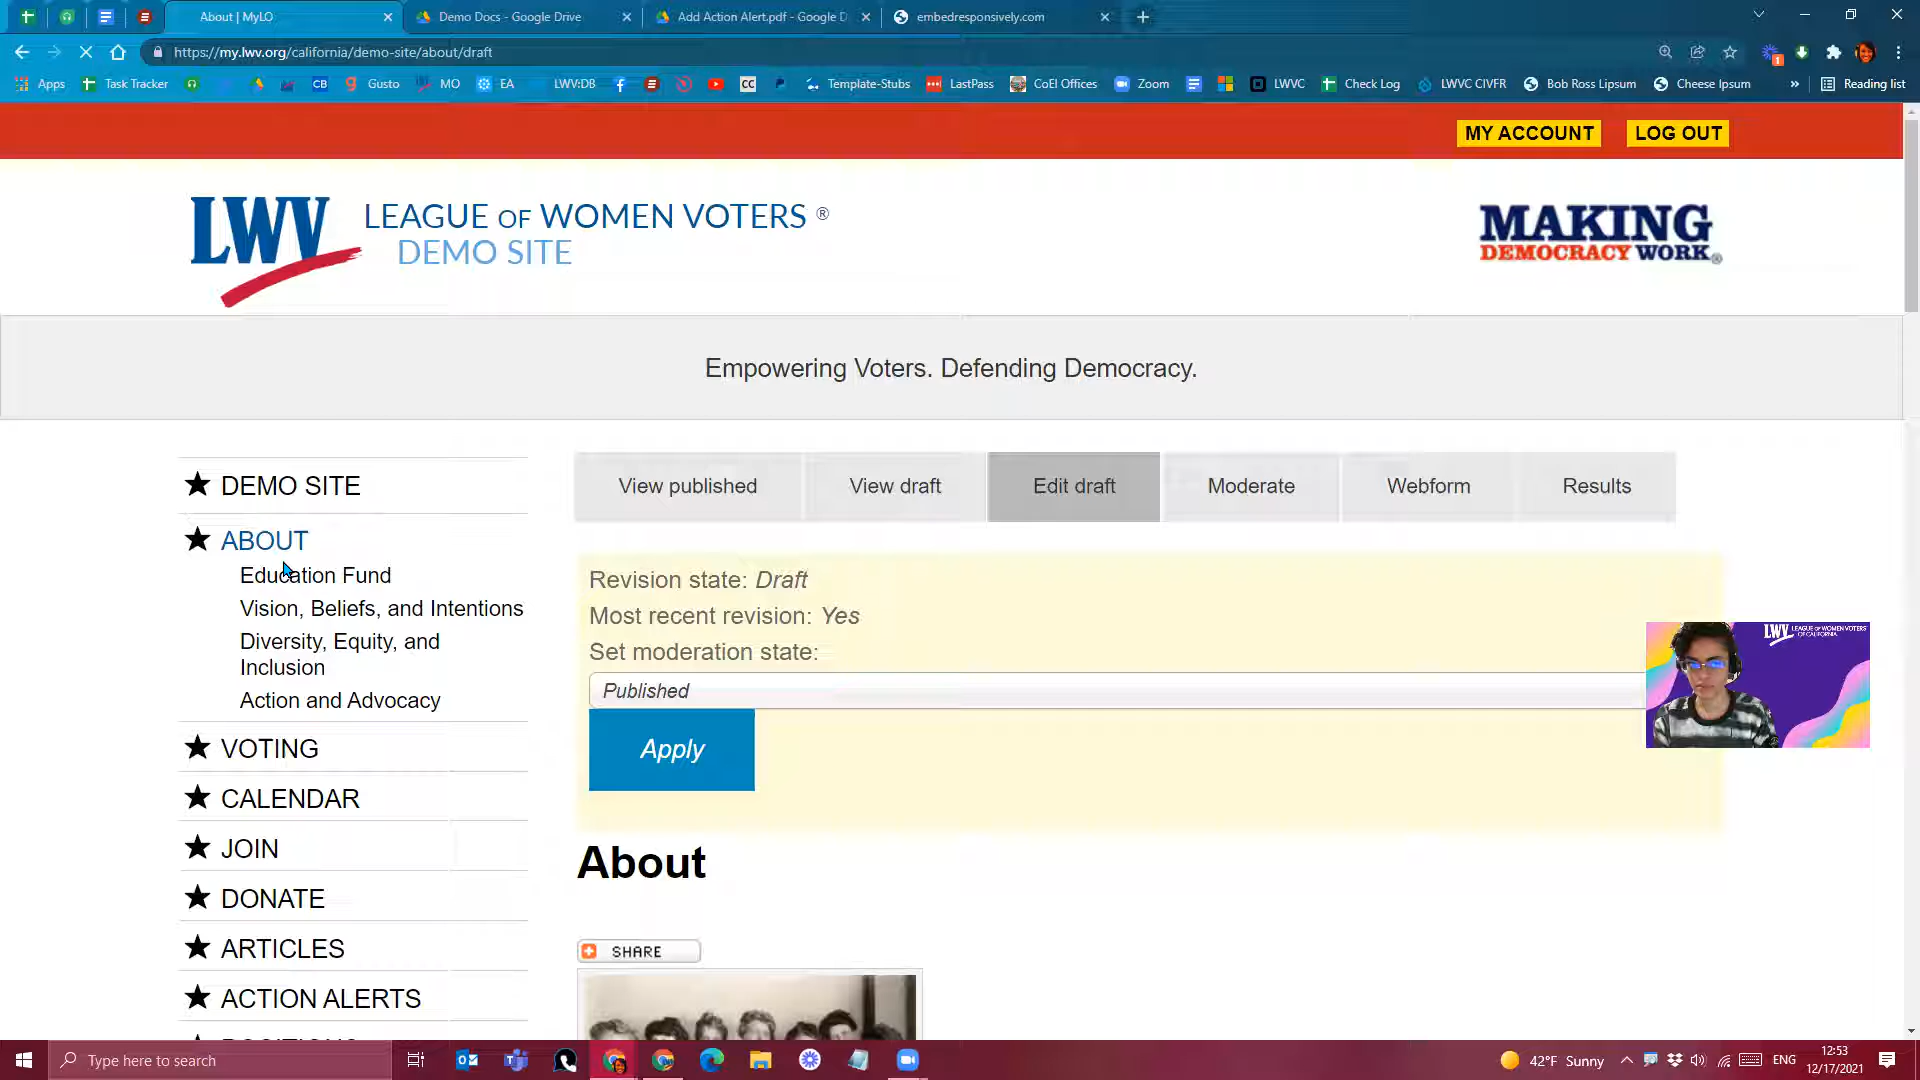 About | MyLO
Demo Docs - Google Drive
Add Action Alert.pdf - Google D
embedresponsively.com
https://my.lwv.org/california/demo-site/about/draft
Apps
Task Tracker
CB
Gusto
MO
EA
LWV:DB
CC
Template-Stubs
LastPass
CoEI Offices
Zoom
LWVC
Check Log
LWVC CIVFR
Bob Ross Lipsum
Cheese Ipsum
»
Reading list
MY ACCOUNT
LOG OUT
LWV
LEAGUE OF WOMEN VOTERS ®
DEMO SITE
MAKING
DEMOCRACY WORK®
Empowering Voters. Defending Democracy.
DEMO SITE
ABOUT
Education Fund
Vision, Beliefs, and Intentions
Diversity, Equity, and
Inclusion
Action and Advocacy
VOTING
CALENDAR
JOIN
DONATE
ARTICLES
ACTION ALERTS
View published
View draft
Edit draft
Moderate
Webform
Results
Revision state: Draft
Most recent revision: Yes
Set moderation state:
Published
Apply
About
SHARE
LWV LEAGUE OF WOMEN VOTERS®
OF CALIFORNIA
Type here to search
42°F Sunny
ENG
12:53
12/17/2021